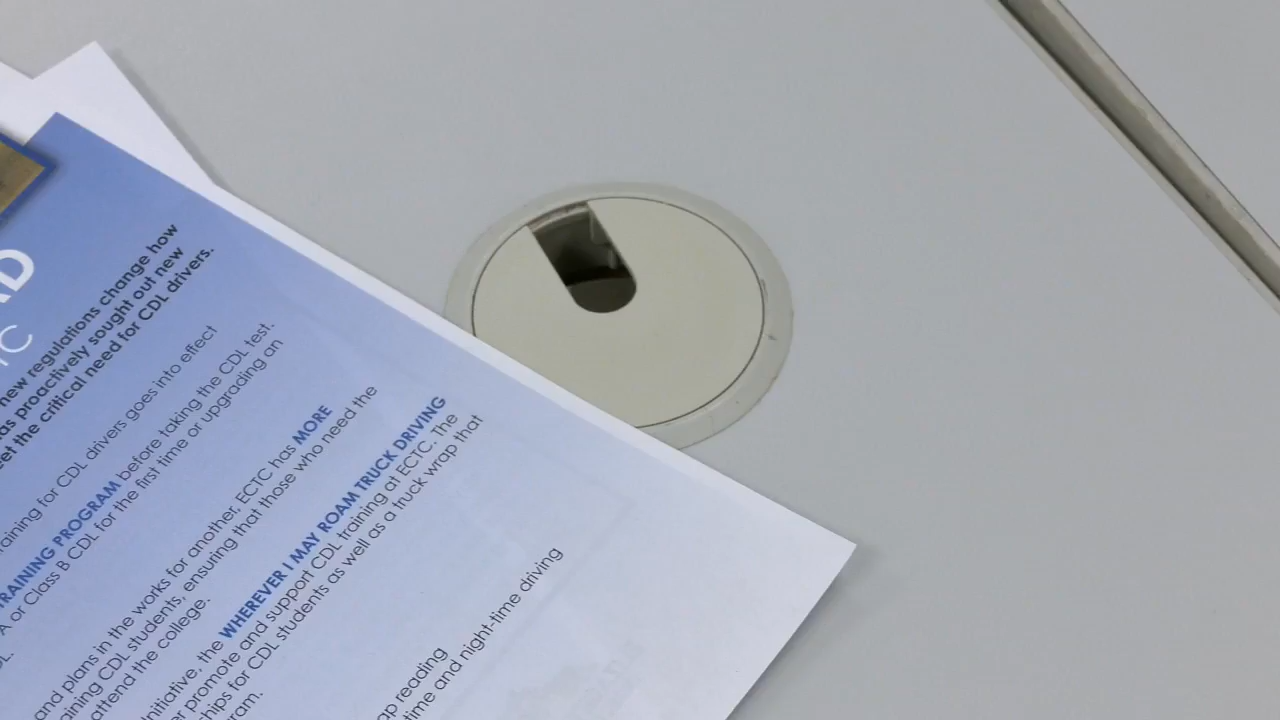 new regulations change how
as proactively sought out new
eet the critical need for CDL drivers.
training for CDL drivers goes into effect
TRAINING PROGRAM before taking the CDL test.
A or Class B CDL for the first time or upgrading an
and plans in the works for another, ECTC has MORE
aining CDL students, ensuring that those who need the
attend the college.
initiative, the WHEREVER I MAY ROAM TRUCK DRIVING
er promote and support CDL training at ECTC. The
hips for CDL students as well as a truck wrap that
ram.
ap reading
time and night-time driving